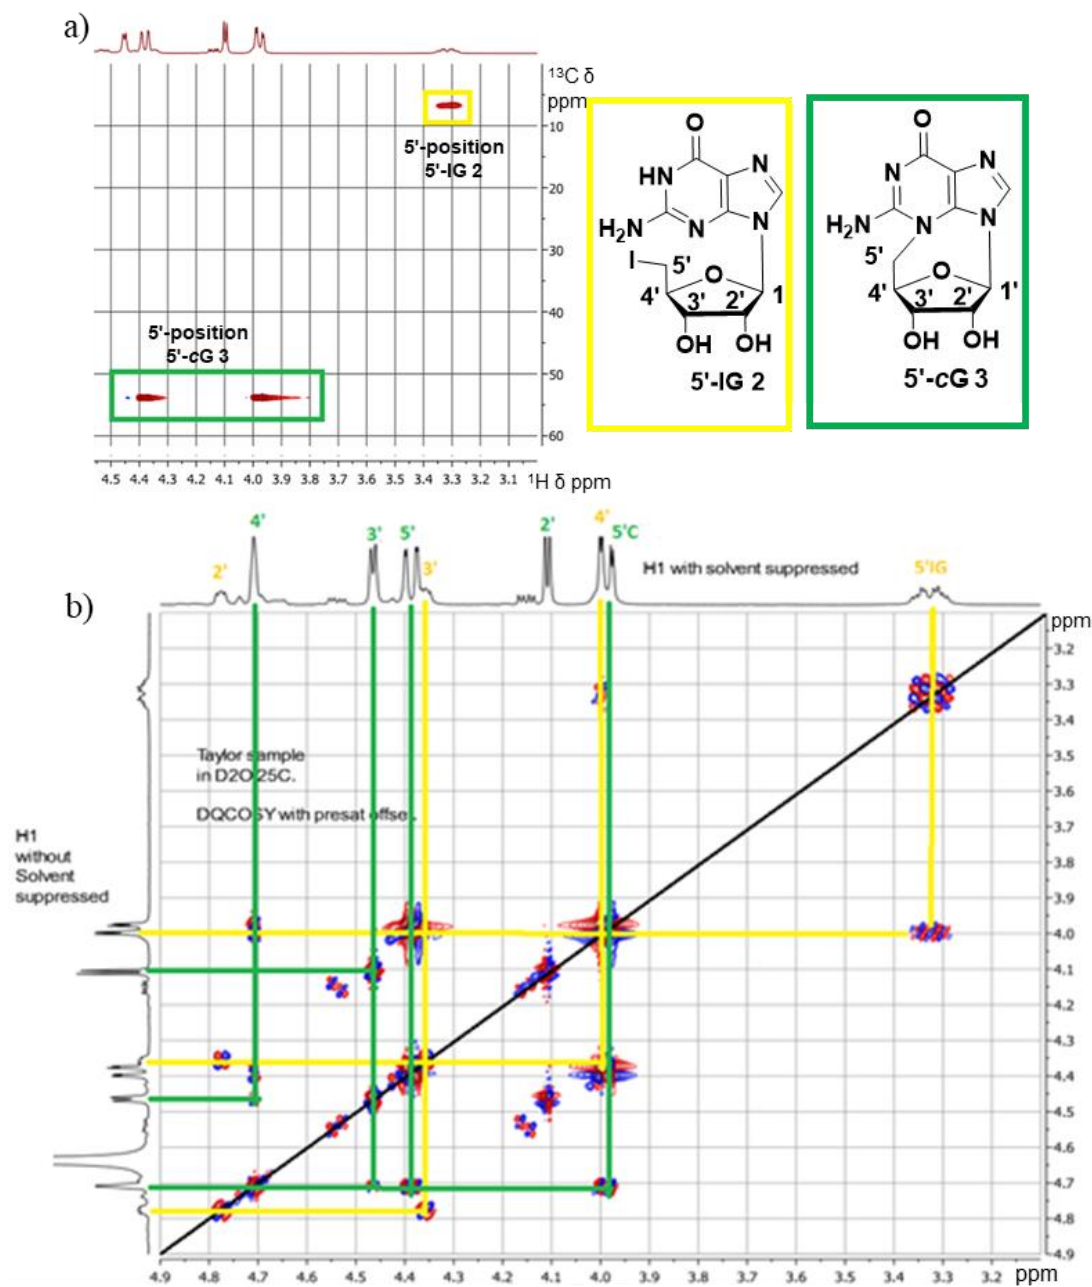 a)
13C δ
ppm
10
20
30
40
50
60
5'-position
5'-IG 2
5'-position
5'-cG 3
4.5 4.4 4.3 4.2 4.1 4.0 3.9 3.8 3.7 3.6 3.5 3.4 3.3 3.2 3.1 1H δ ppm
O
HN
N
H2N
N
N
I
5'
O
4'
3'
2'
1
OH
OH
5'-IG 2
O
N
N
H2N
N
N
5'
O
4'
3'
2'
1'
OH
OH
5'-cG 3
b)
2'
4'
3'
5'
3'
2'
4'
5'C
H1 with solvent suppressed
5'IG
ppm
Taylor sample
in D2O 25C.
DQCOSY with presat offset.
H1
without
Solvent
suppressed
3.2
3.3
3.4
3.5
3.6
3.7
3.8
3.9
4.0
4.1
4.2
4.3
4.4
4.5
4.6
4.7
4.8
4.9
4.9 4.8 4.7 4.6 4.5 4.4 4.3 4.2 4.1 4.0 3.9 3.8 3.7 3.6 3.5 3.4 3.3 3.2
ppm